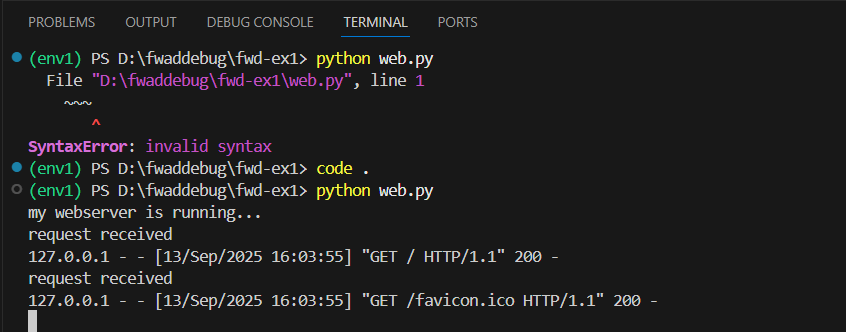 PROBLEMS OUTPUT DEBUG CONSOLE TERMINAL PORTS
(env1) PS D:\fwaddebug\fwd-ex1> python web.py
  File "D:\fwaddebug\fwd-ex1\web.py", line 1
    ~~~
       ^
SyntaxError: invalid syntax
(env1) PS D:\fwaddebug\fwd-ex1> code .
(env1) PS D:\fwaddebug\fwd-ex1> python web.py
my webserver is running...
request received
127.0.0.1 - - [13/Sep/2025 16:03:55] "GET / HTTP/1.1" 200 -
request received
127.0.0.1 - - [13/Sep/2025 16:03:55] "GET /favicon.ico HTTP/1.1" 200 -